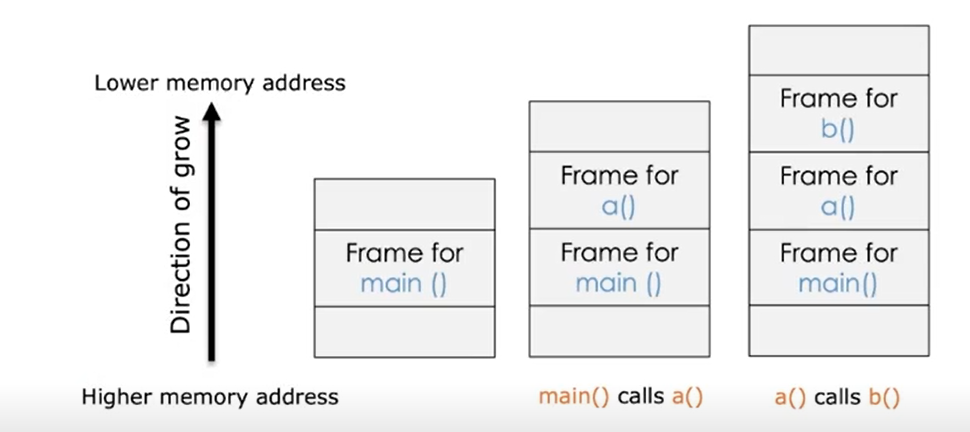 Lower memory address
Direction of grow
Higher memory address
Frame for
main ()
Frame for
a()
Frame for
main ()
main() calls a()
Frame for
b()
Frame for
a()
Frame for
main()
a() calls b()